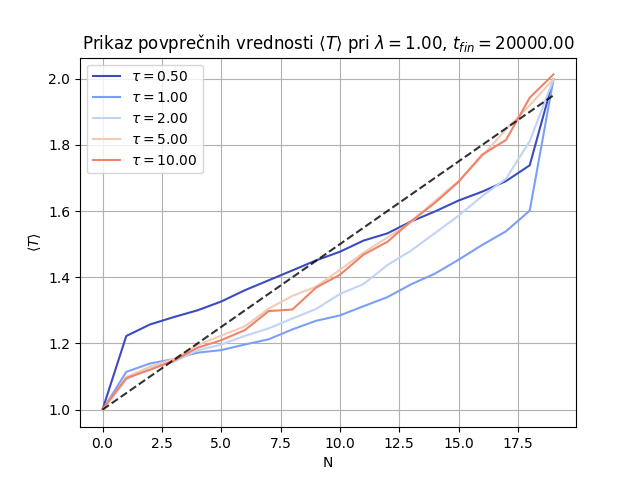 Prikaz povprečnih vrednosti ⟨T⟩ pri λ = 1.00, t_fin = 20000.00
τ = 0.50
τ = 1.00
τ = 2.00
τ = 5.00
τ = 10.00
⟨T⟩
2.0
1.8
1.6
1.4
1.2
1.0
0.0 2.5 5.0 7.5 10.0 12.5 15.0 17.5
N